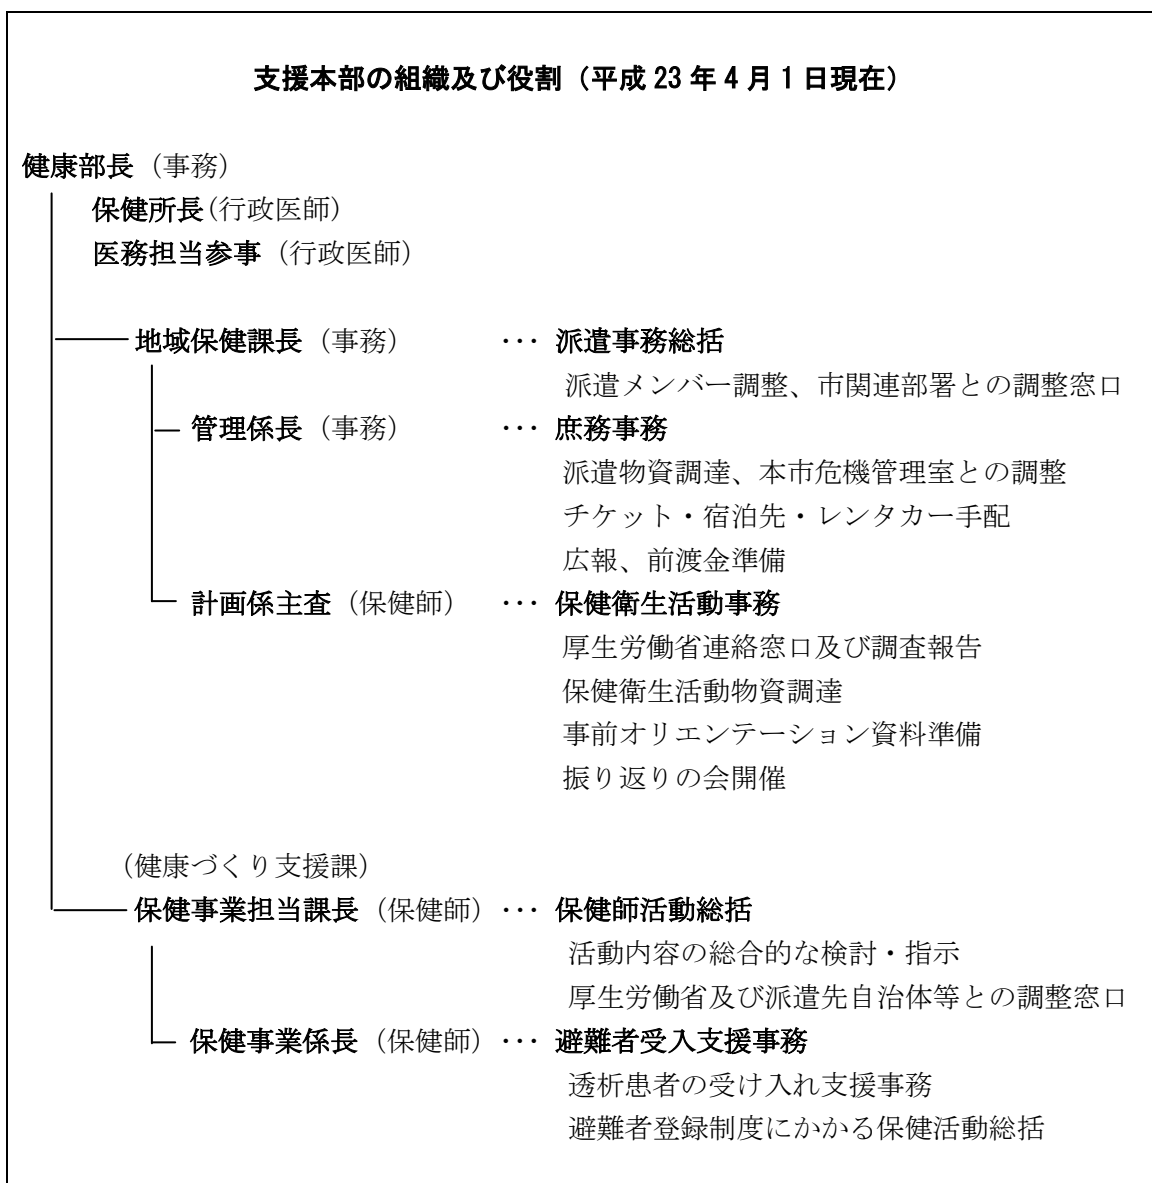 支援本部の組織及び役割（平成 23 年 4 月 1 日現在）
健康部長（事務）
保健所長(行政医師)
医務担当参事（行政医師）
地域保健課長（事務） ･･･ 派遣事務総括
派遣メンバー調整、市関連部署との調整窓口
管理係長（事務） ･･･ 庶務事務
派遣物資調達、本市危機管理室との調整
チケット・宿泊先・レンタカー手配
広報、前渡金準備
計画係主査（保健師） ･･･ 保健衛生活動事務
厚生労働省連絡窓口及び調査報告
保健衛生活動物資調達
事前オリエンテーション資料準備
振り返りの会開催
（健康づくり支援課）
保健事業担当課長（保健師）･･･ 保健師活動総括
活動内容の総合的な検討・指示
厚生労働省及び派遣先自治体等との調整窓口
保健事業係長（保健師）･･･ 避難者受入支援事務
透析患者の受け入れ支援事務
避難者登録制度にかかる保健活動総括